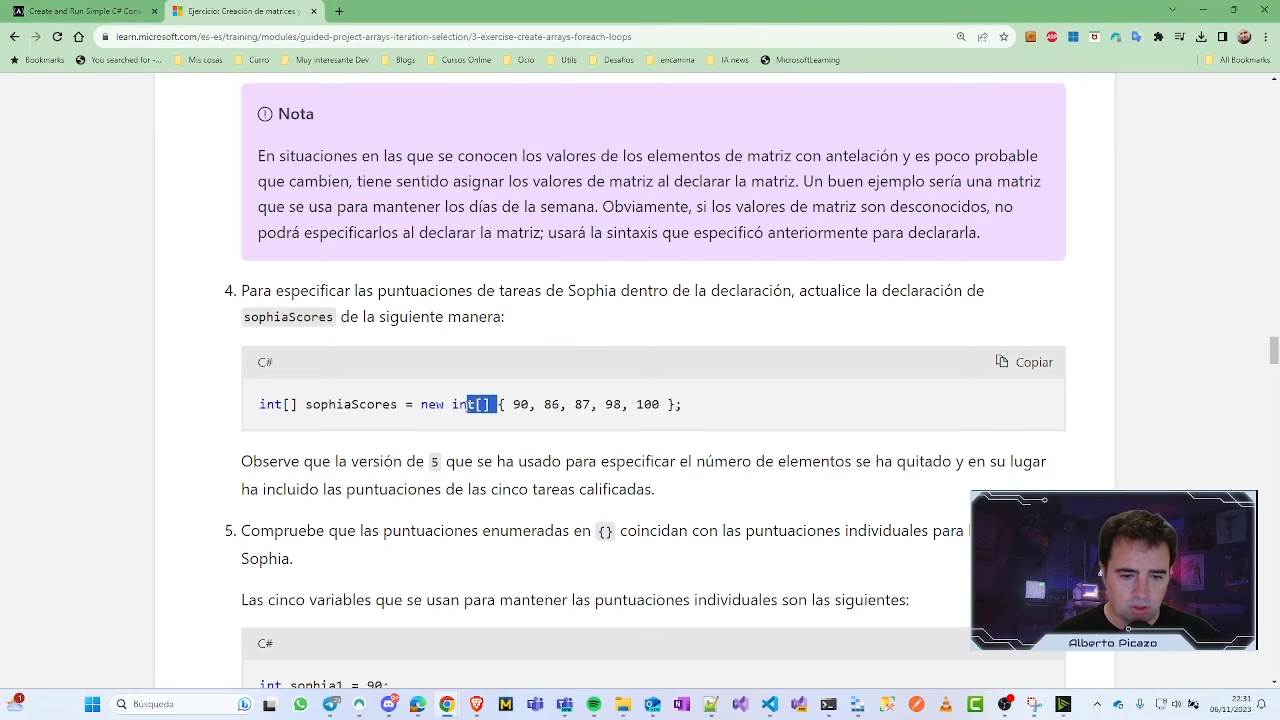 Create and Run Simple C# Cons
Ejercicio: Creación de matrices y
learn.microsoft.com/es-es/training/modules/guided-project-arrays-iteration-selection/3-exercise-create-arrays-foreach-loops
Bookmarks
You searched for -...
Mis cosas
Curro
Muy interesante Dev
Blogs
Cursos Online
Ocio
Utils
Desafios
encamina
IA news
MicrosoftLearning
All Bookmarks
Nota
En situaciones en las que se conocen los valores de los elementos de matriz con antelación y es poco probable
que cambien, tiene sentido asignar los valores de matriz al declarar la matriz. Un buen ejemplo sería una matriz
que se usa para mantener los días de la semana. Obviamente, si los valores de matriz son desconocidos, no
podrá especificarlos al declarar la matriz; usará la sintaxis que especificó anteriormente para declararla.
4. Para especificar las puntuaciones de tareas de Sophia dentro de la declaración, actualice la declaración de
sophiaScores de la siguiente manera:
C#
Copiar
int[] sophiaScores = new int[] { 90, 86, 87, 98, 100 };
Observe que la versión de 5 que se ha usado para especificar el número de elementos se ha quitado y en su lugar
ha incluido las puntuaciones de las cinco tareas calificadas.
5. Compruebe que las puntuaciones enumeradas en {} coincidan con las puntuaciones individuales para
Sophia.
Las cinco variables que se usan para mantener las puntuaciones individuales son las siguientes:
C#
int sophia1 = 90;
Alberto Picazo
Búsqueda
22:31
06/11/2023